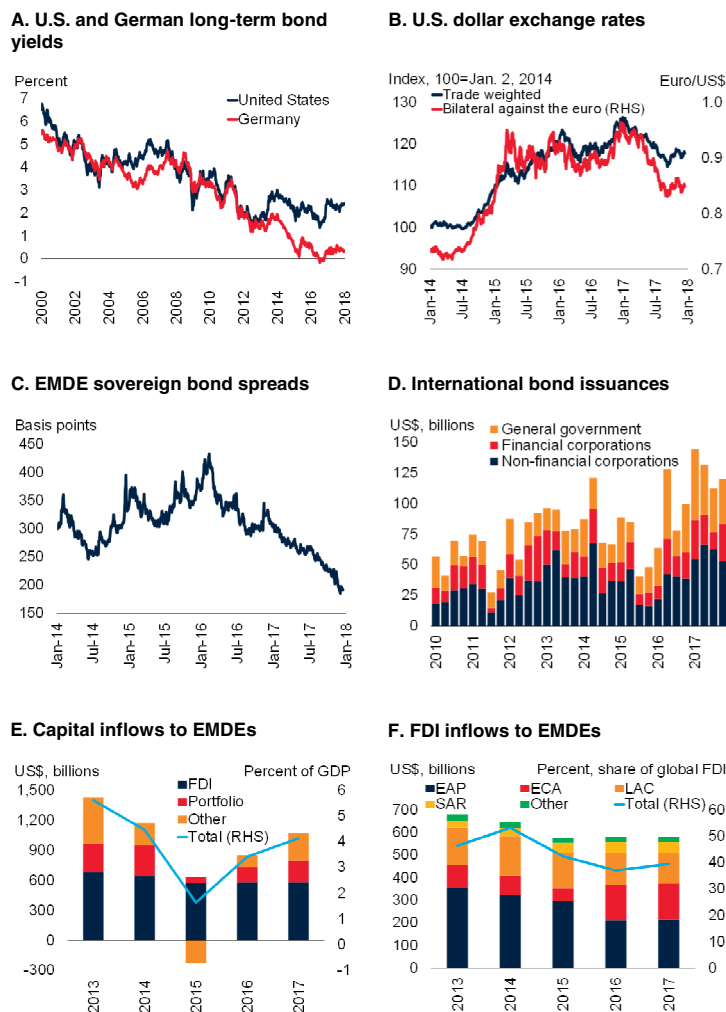 A. U.S. and German long-term bond
yields
Percent
7
6
5
4
3
2
1
0
-1
United States
Germany
2000
2002
2004
2006
2008
2010
2012
2014
2016
2018
B. U.S. dollar exchange rates
Index, 100=Jan. 2, 2014
Euro/US$
Trade weighted
Bilateral against the euro (RHS)
130
120
110
100
90
1.0
0.9
0.8
0.7
Jan-14
Jul-14
Jan-15
Jul-15
Jan-16
Jul-16
Jan-17
Jul-17
Jan-18
C. EMDE sovereign bond spreads
Basis points
450
400
350
300
250
200
150
Jan-14
Jul-14
Jan-15
Jul-15
Jan-16
Jul-16
Jan-17
Jul-17
Jan-18
D. International bond issuances
US$, billions
General government
Financial corporations
Non-financial corporations
150
125
100
75
50
25
0
2010
2011
2012
2013
2014
2015
2016
2017
E. Capital inflows to EMDEs
US$, billions
Percent of GDP
FDI
Portfolio
Other
Total (RHS)
1,500
1,200
900
600
300
0
-300
6
5
4
3
2
1
0
-1
2013
2014
2015
2016
2017
F. FDI inflows to EMDEs
US$, billions
Percent, share of global FDI
EAP
ECA
LAC
SAR
Other
Total (RHS)
700
600
500
400
300
200
100
0
60
50
40
30
20
10
0
2013
2014
2015
2016
2017